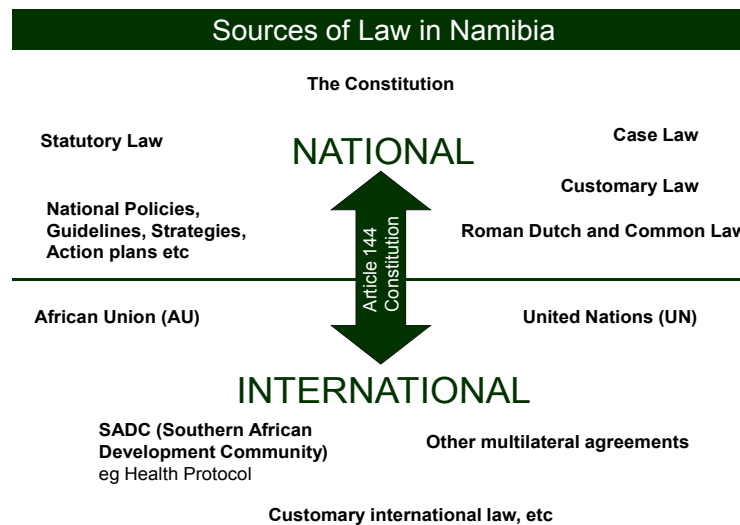 Sources of Law in Namibia
The Constitution
Statutory Law
NATIONAL
Case Law
Customary Law
National Policies,
Guidelines, Strategies,
Action plans etc
Roman Dutch and Common Law
Article 144
Constitution
African Union (AU)
United Nations (UN)
INTERNATIONAL
SADC (Southern African
Development Community)
eg Health Protocol
Other multilateral agreements
Customary international law, etc